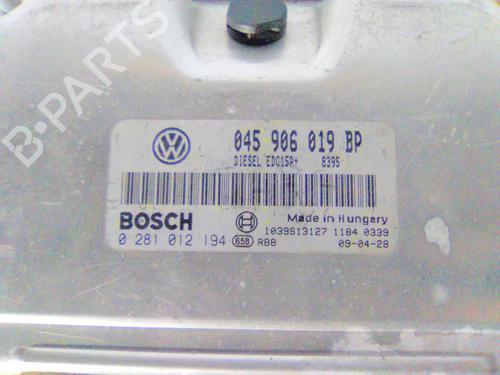 B-PARTS
045 906 019 BP
DIESEL EDC15P+ 8395
BOSCH
Made in Hungary
0 281 012 194 658 RB8
1039S13127 1184 0339
09-04-28